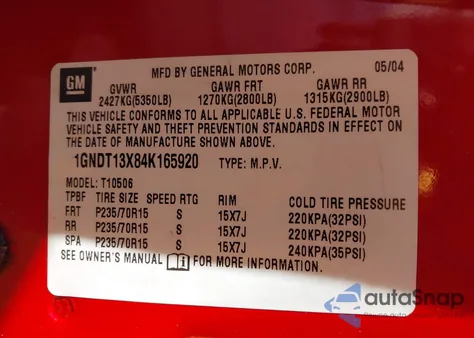 GM
MFD BY GENERAL MOTORS CORP. 05/04
GVWR GAWR FRT GAWR RR
2427KG(5350LB) 1270KG(2800LB) 1315KG(2900LB)
THIS VEHICLE CONFORMS TO ALL APPLICABLE U.S. FEDERAL MOTOR
VEHICLE SAFETY AND THEFT PREVENTION STANDARDS IN EFFECT ON
THE DATE OF MANUFACTURE SHOWN ABOVE.
1GNDT13X84K165920 TYPE: M.P.V.
MODEL: T10506
TPBF TIRE SIZE SPEED RTG RIM COLD TIRE PRESSURE
FRT P235/70R15 S 15X7J 220KPA(32PSI)
RR P235/70R15 S 15X7J 220KPA(32PSI)
SPA P235/70R15 S 15X7J 240KPA(35PSI)
SEE OWNER'S MANUAL i FOR MORE INFORMATION.
autaSnap